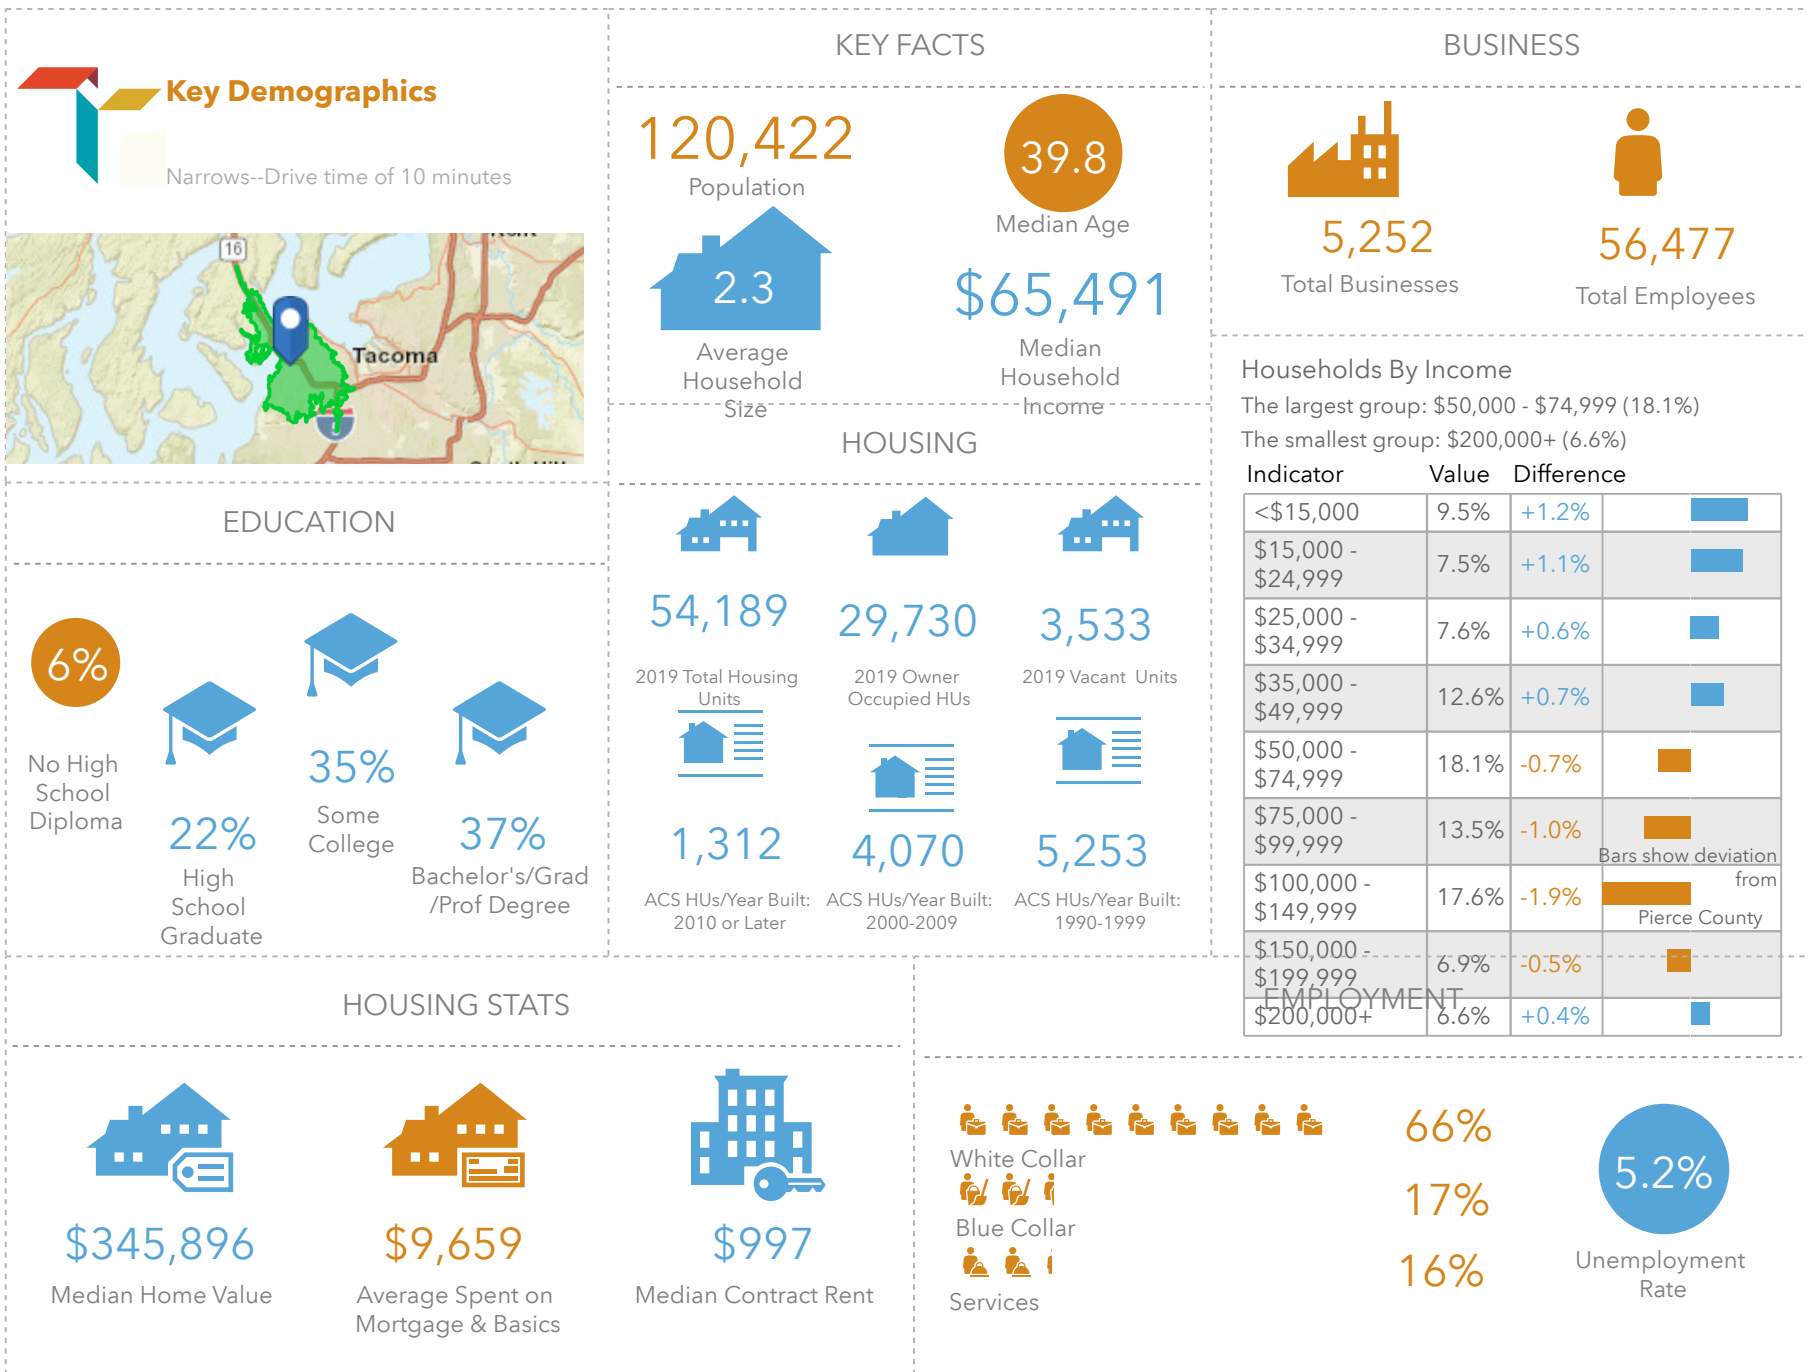 Key Demographics
Narrows--Drive time of 10 minutes
16
Tacoma
KEY FACTS
120,422
Population
39.8
Median Age
2.3
Average
Household
Size
$65,491
Median
Household
Income
BUSINESS
5,252
Total Businesses
56,477
Total Employees
Households By Income
The largest group: $50,000 - $74,999 (18.1%)
The smallest group: $200,000+ (6.6%)
Indicator Value Difference
<$15,000 9.5% +1.2%
$15,000 -
$24,999 7.5% +1.1%
$25,000 -
$34,999 7.6% +0.6%
$35,000 -
$49,999 12.6% +0.7%
$50,000 -
$74,999 18.1% -0.7%
$75,000 -
$99,999 13.5% -1.0%
$100,000 -
$149,999 17.6% -1.9%
$150,000 -
$199,999 6.9% -0.5%
$200,000+ 6.6% +0.4%
Bars show deviation
from
Pierce County
EDUCATION
6%
No High
School
Diploma
22%
High
School
Graduate
35%
Some
College
37%
Bachelor's/Grad
/Prof Degree
HOUSING
54,189
2019 Total Housing
Units
29,730
2019 Owner
Occupied HUs
3,533
2019 Vacant Units
1,312
ACS HUs/Year Built:
2010 or Later
4,070
ACS HUs/Year Built:
2000-2009
5,253
ACS HUs/Year Built:
1990-1999
HOUSING STATS
$345,896
Median Home Value
$9,659
Average Spent on
Mortgage & Basics
$997
Median Contract Rent
EMPLOYMENT
White Collar
66%
Blue Collar
17%
Services
16%
5.2%
Unemployment
Rate